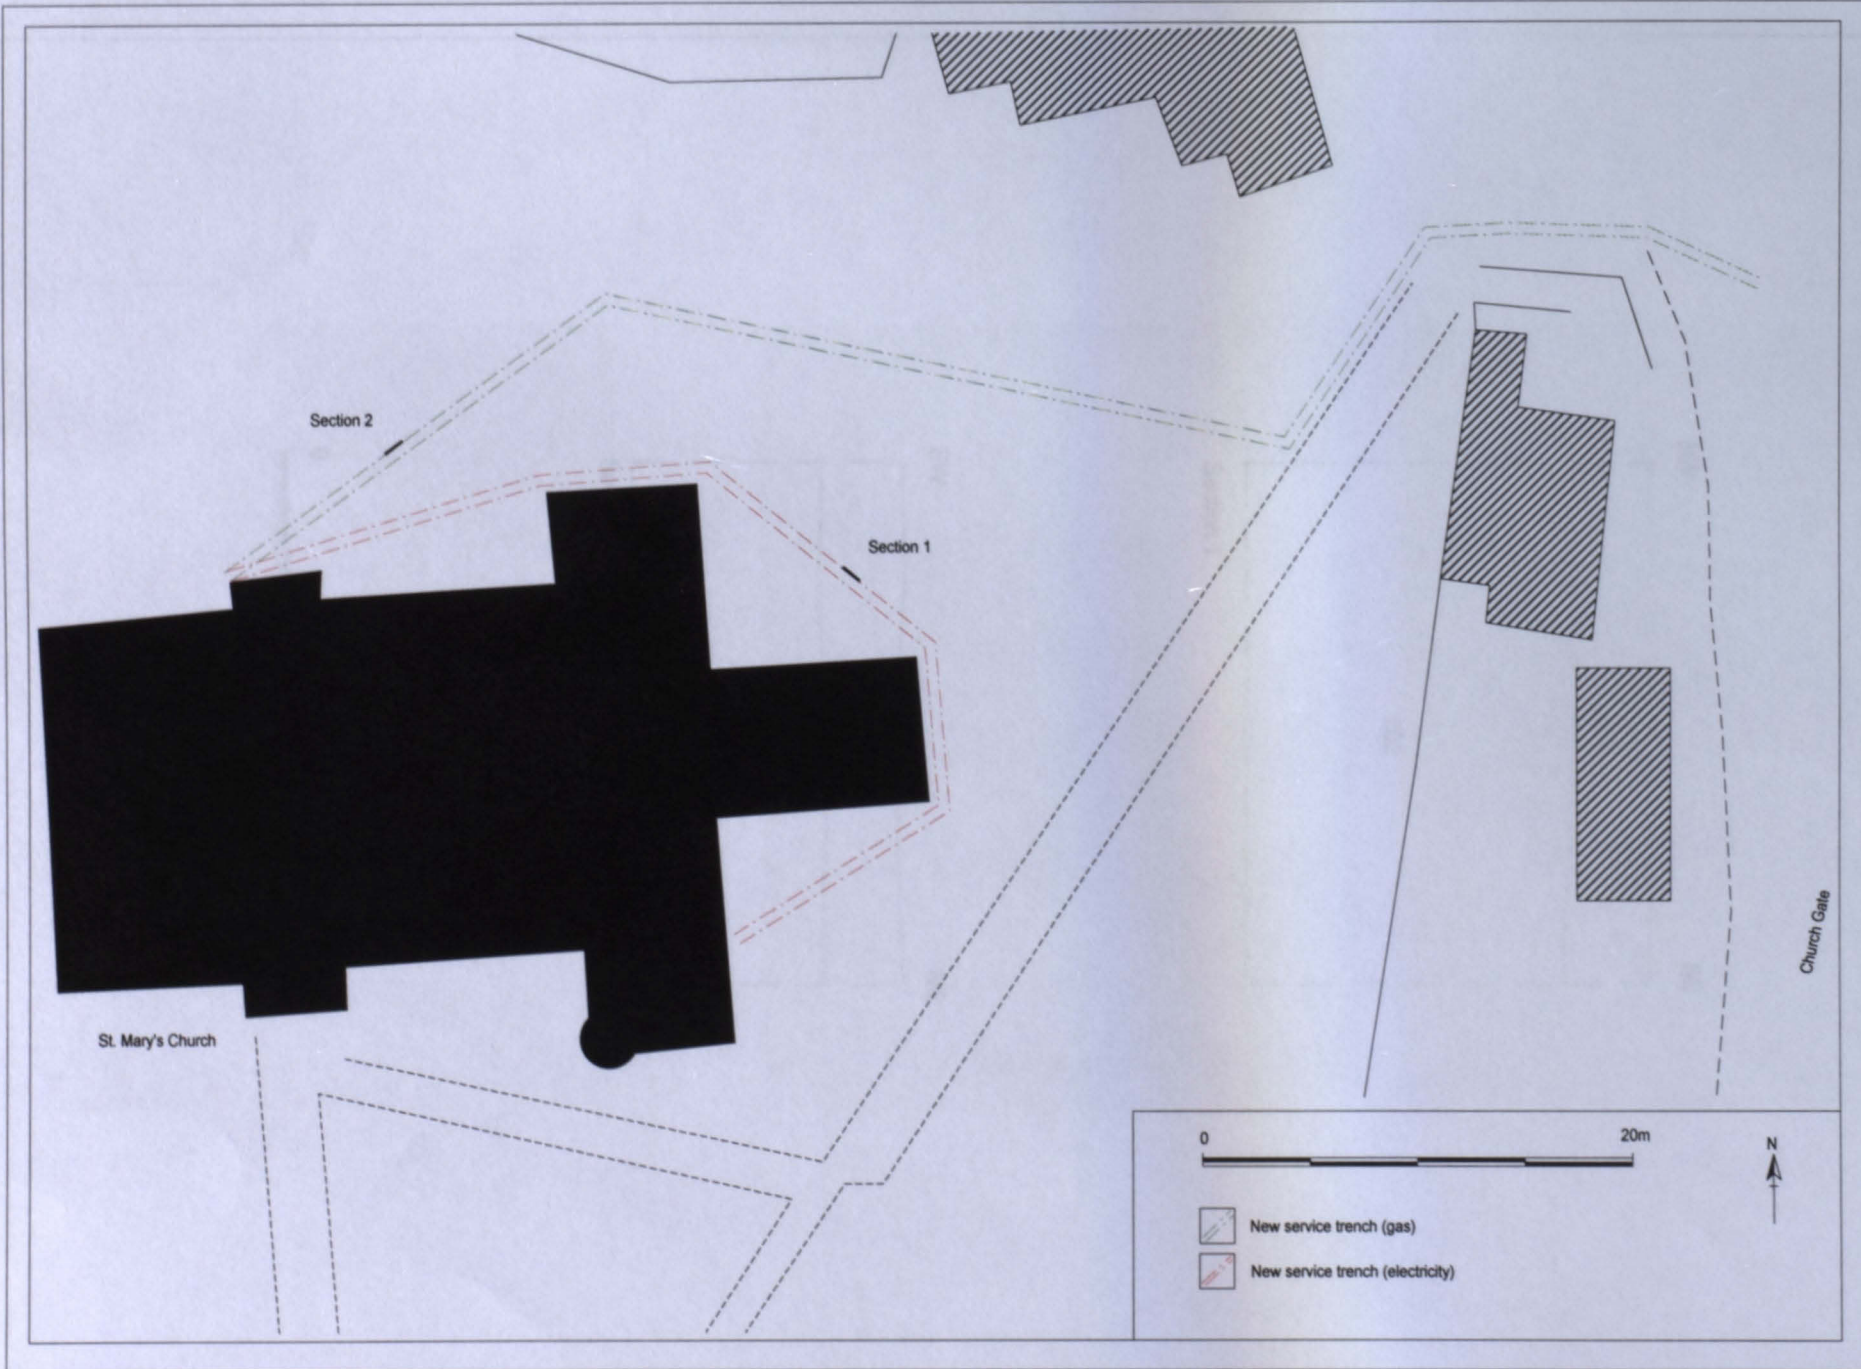 Section 2
Section 1
St. Mary's Church
Church Gate
0 20m
N
New service trench (gas)
New service trench (electricity)